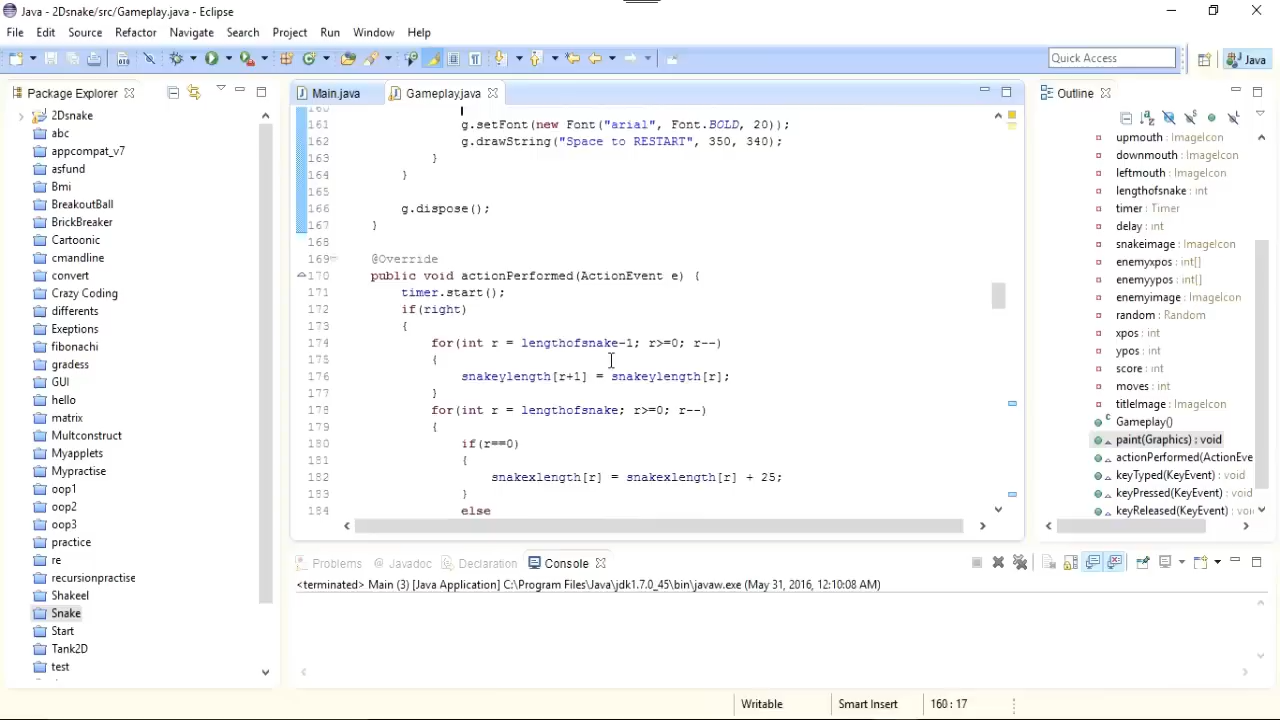 Java - 2Dsnake/src/Gameplay.java - Eclipse
File Edit Source Refactor Navigate Search Project Run Window Help
Quick Access
Java
Package Explorer
2Dsnake
abc
appcompat_v7
asfund
Bmi
BreakoutBall
BrickBreaker
Cartoonic
cmandline
convert
Crazy Coding
differents
Exeptions
fibonachi
gradess
GUI
hello
matrix
Multconstruct
Myapplets
Mypractise
oop1
oop2
oop3
practice
re
recursionpractise
Shakeel
Snake
Start
Tank2D
test
Main.java Gameplay.java
160
161 g.setFont(new Font("arial", Font.BOLD, 20));
162 g.drawString("Space to RESTART", 350, 340);
163 }
164 }
165
166 g.dispose();
167 }
168
169 @Override
170 public void actionPerformed(ActionEvent e) {
171 timer.start();
172 if(right)
173 {
174 for(int r = lengthofsnake-1; r>=0; r--)
175 {
176 snakeylength[r+1] = snakeylength[r];
177 }
178 for(int r = lengthofsnake; r>=0; r--)
179 {
180 if(r==0)
181 {
182 snakexlength[r] = snakexlength[r] + 25;
183 }
184 else
Outline
upmouth : ImageIcon
downmouth : ImageIcon
leftmouth : ImageIcon
lengthofsnake : int
timer : Timer
delay : int
snakeimage : ImageIcon
enemyxpos : int[]
enemyypos : int[]
enemyimage : ImageIcon
random : Random
xpos : int
ypos : int
score : int
moves : int
titleImage : ImageIcon
Gameplay()
paint(Graphics) : void
actionPerformed(ActionEve
keyTyped(KeyEvent) : void
keyPressed(KeyEvent) : void
keyReleased(KeyEvent) : voi
Problems Javadoc Declaration Console
<terminated> Main (3) [Java Application] C:\Program Files\Java\jdk1.7.0_45\bin\javaw.exe (May 31, 2016, 12:10:08 AM)
Writable Smart Insert 160 : 17